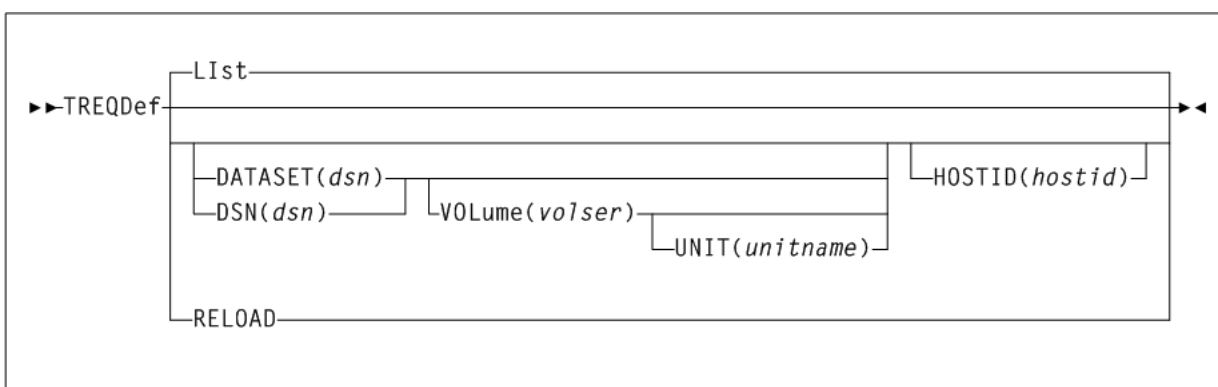 LIst
TREQDef
DATASET(dsn)
HOSTID(hostid)
DSN(dsn)
VOLume(volser)
UNIT(unitname)
RELOAD